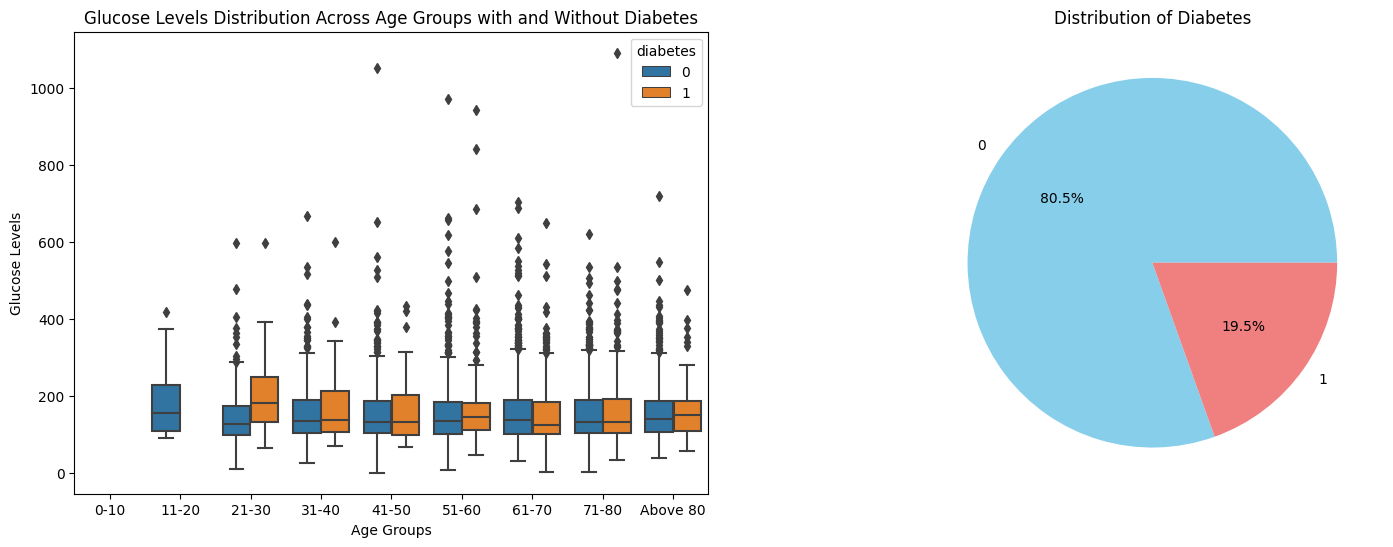 Glucose Levels Distribution Across Age Groups with and Without Diabetes
Glucose Levels
1000
800
600
400
200
0
0-10 11-20 21-30 31-40 41-50 51-60 61-70 71-80 Above 80
Age Groups
diabetes
0
1
Distribution of Diabetes
0
80.5%
19.5%
1